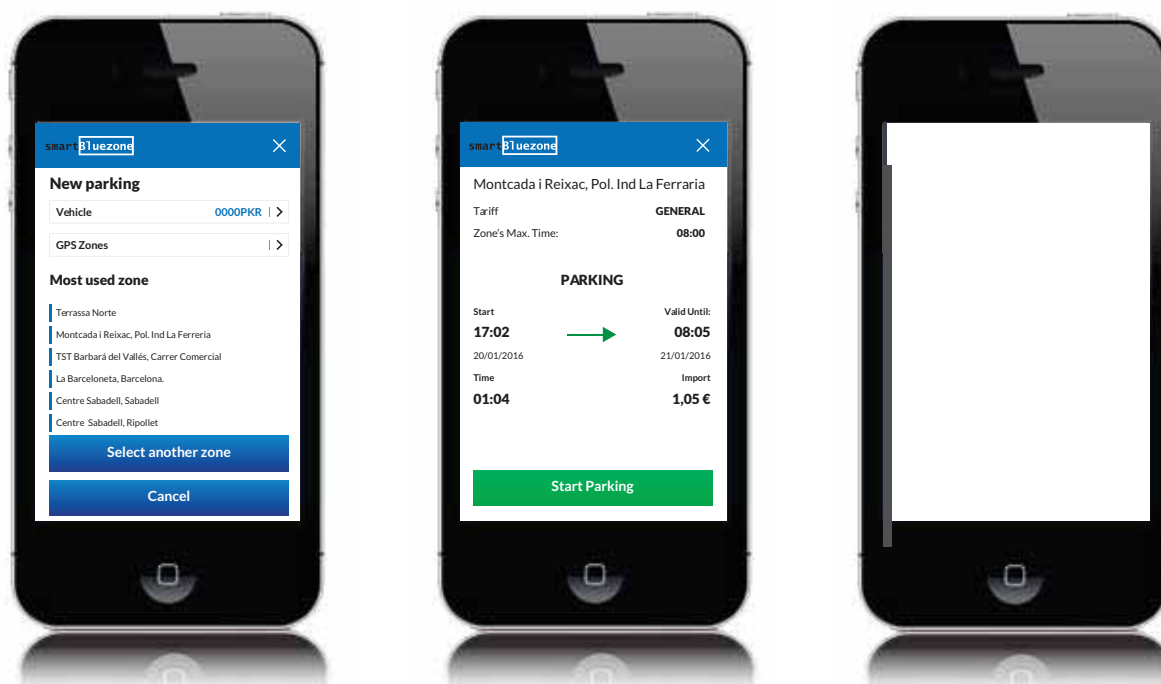 smartBluezone
New parking
Vehicle 0000PKR
GPS Zones
Most used zone
Terrassa Norte
Montcada i Reixac, Pol. Ind La Ferreria
TST Barbará del Vallés, Carrer Comercial
La Barceloneta, Barcelona.
Centre Sabadell, Sabadell
Centre Sabadell, Ripollet
Select another zone
Cancel
smartBluezone
Montcada i Reixac, Pol. Ind La Ferraria
Tariff GENERAL
Zone's Max. Time: 08:00
PARKING
Start Valid Until:
17:02 08:05
20/01/2016 21/01/2016
Time Import
01:04 1,05 €
Start Parking